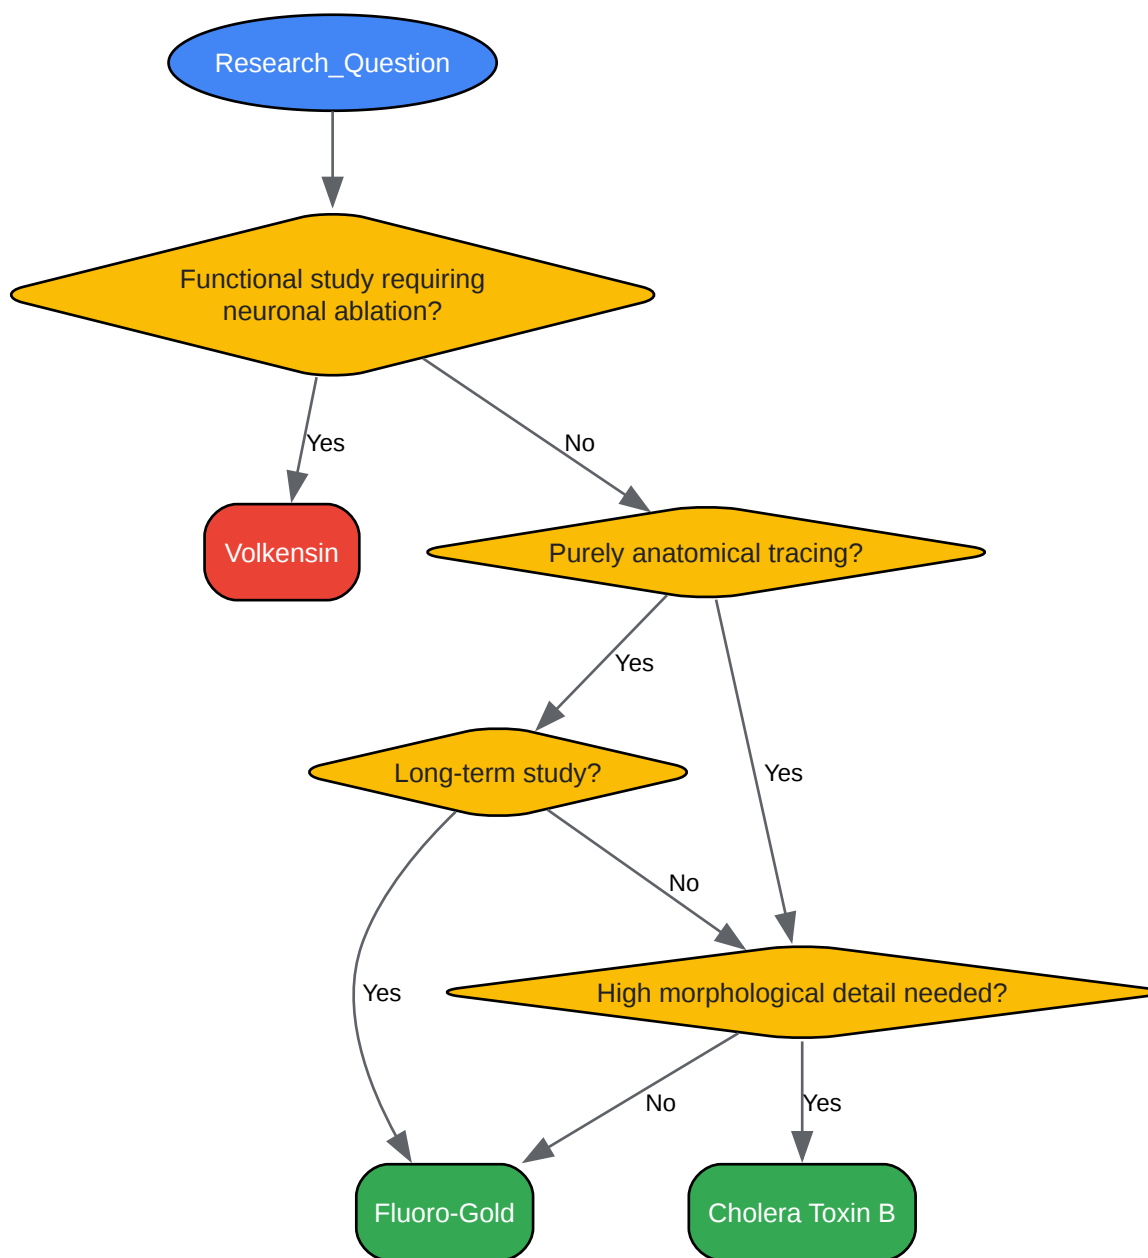 Research_Question
Functional study requiring
neuronal ablation?
Yes
No
Volkensin
Purely anatomical tracing?
Yes
Long-term study?
Yes
No
Yes
High morphological detail needed?
No
Yes
Fluoro-Gold
Cholera Toxin B